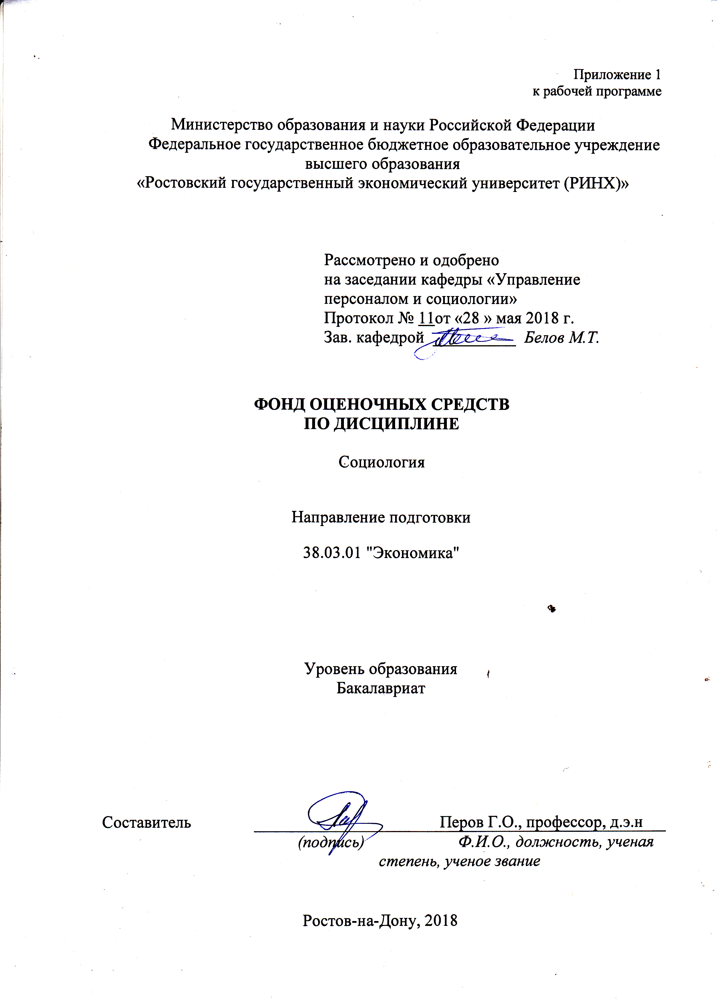 Приложение 1
к рабочей программе
Министерство образования и науки Российской Федерации
Федеральное государственное бюджетное образовательное учреждение
высшего образования
«Ростовский государственный экономический университет (РИНХ)»
Рассмотрено и одобрено
на заседании кафедры «Управление
персоналом и социологии»
Протокол № 11от «28 » мая 2018 г.
Зав. кафедрой Белов М.Т.
ФОНД ОЦЕНОЧНЫХ СРЕДСТВ
ПО ДИСЦИПЛИНЕ
Социология
Направление подготовки
38.03.01 "Экономика"
Уровень образования
Бакалавриат
Составитель Перов Г.О., профессор, д.э.н
(подпись) Ф.И.О., должность, ученая
степень, ученое звание
Ростов-на-Дону, 2018